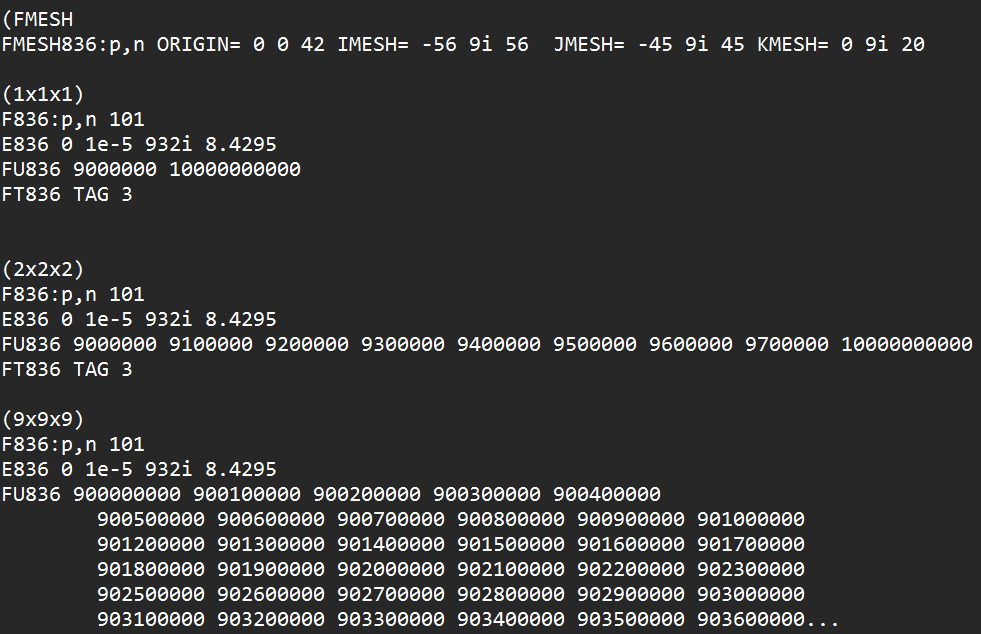 (FMESH
FMESH836:p,n ORIGIN= 0 0 42 IMESH= -56 9i 56  JMESH= -45 9i 45 KMESH= 0 9i 20
(1x1x1)
F836:p,n 101
E836 0 1e-5 932i 8.4295
FU836 9000000 10000000000
FT836 TAG 3
(2x2x2)
F836:p,n 101
E836 0 1e-5 932i 8.4295
FU836 9000000 9100000 9200000 9300000 9400000 9500000 9600000 9700000 10000000000
FT836 TAG 3
(9x9x9)
F836:p,n 101
E836 0 1e-5 932i 8.4295
FU836 900000000 900100000 900200000 900300000 900400000
900500000 900600000 900700000 900800000 900900000 901000000
901200000 901300000 901400000 901500000 901600000 901700000
901800000 901900000 902000000 902100000 902200000 902300000
902500000 902600000 902700000 902800000 902900000 903000000
903100000 903200000 903300000 903400000 903500000 903600000...